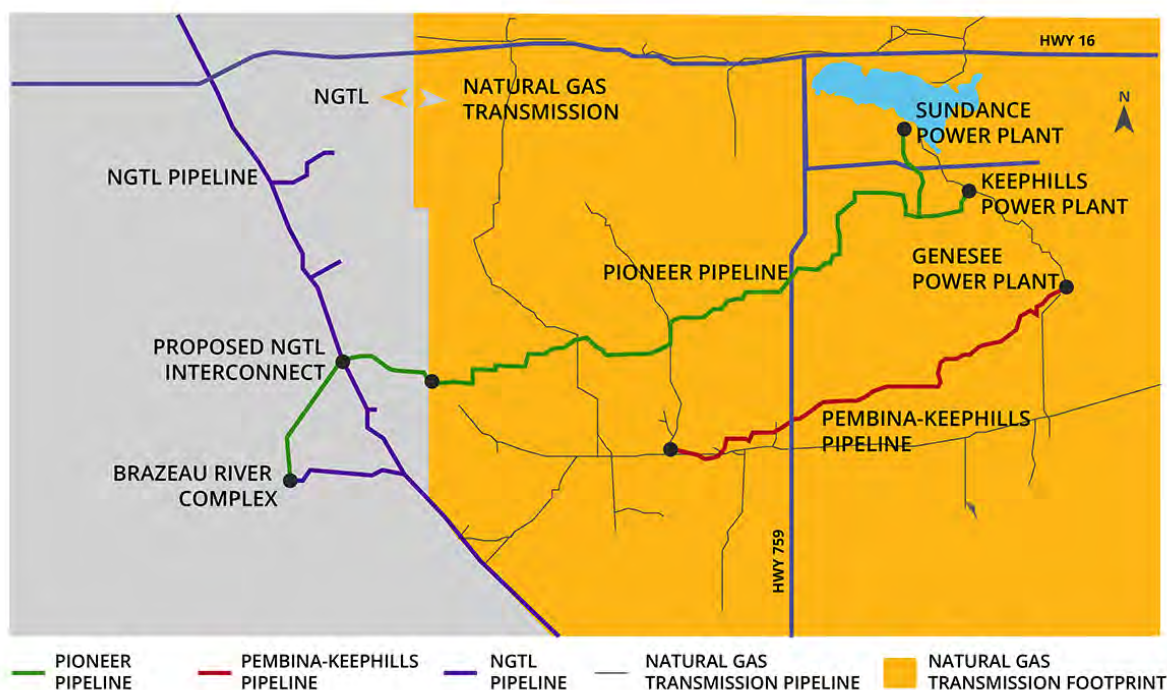 HWY 16
NGTL
NATURAL GAS
TRANSMISSION
N
SUNDANCE
POWER PLANT
NGTL PIPELINE
KEEPHILLS
POWER PLANT
GENESEE
POWER PLANT
PIONEER PIPELINE
PROPOSED NGTL
INTERCONNECT
PEMBINA-KEEPHILLS
PIPELINE
BRAZEAU RIVER
COMPLEX
HWY 759
PIONEER
PIPELINE
PEMBINA-KEEPHILLS
PIPELINE
NGTL
PIPELINE
NATURAL GAS
TRANSMISSION PIPELINE
NATURAL GAS
TRANSMISSION FOOTPRINT